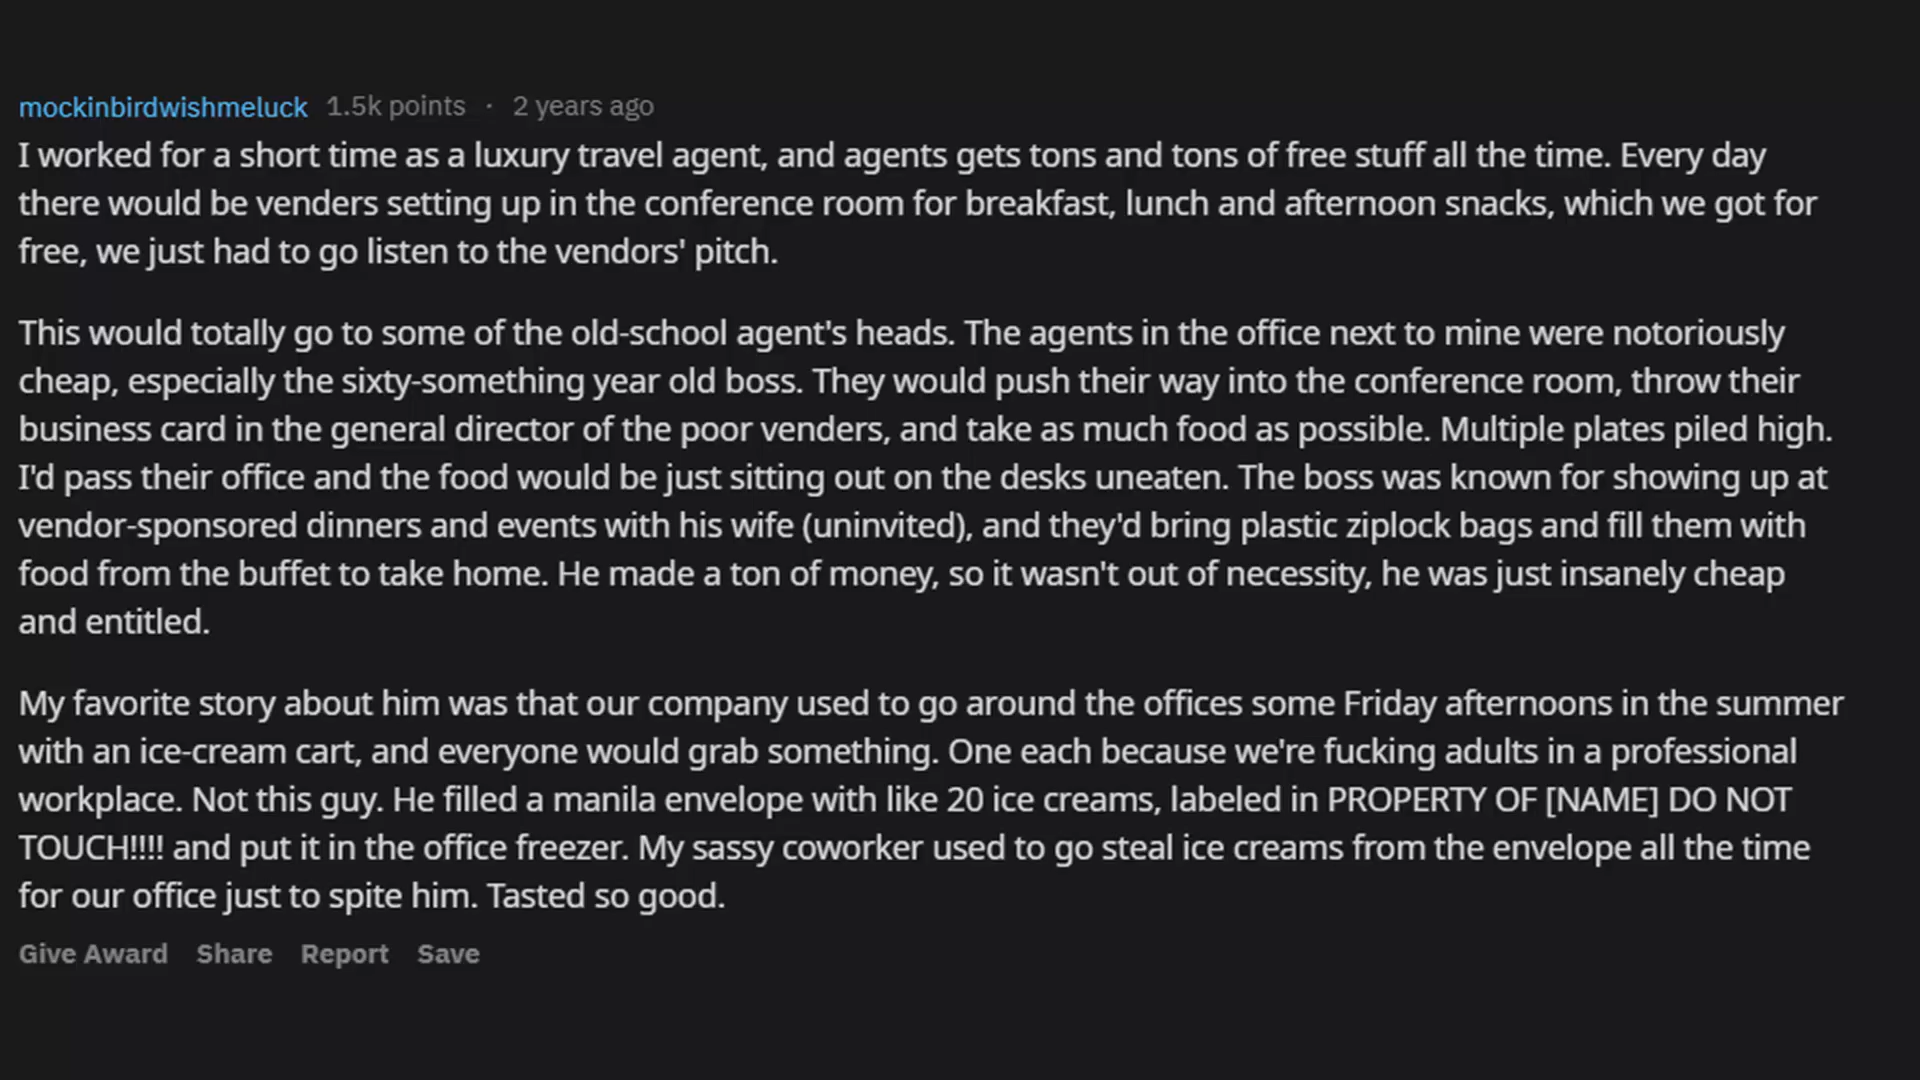 mockinbirdwishmeluck 1.5k points · 2 years ago
I worked for a short time as a luxury travel agent, and agents gets tons and tons of free stuff all the time. Every day
there would be venders setting up in the conference room for breakfast, lunch and afternoon snacks, which we got for
free, we just had to go listen to the vendors' pitch.
This would totally go to some of the old-school agent's heads. The agents in the office next to mine were notoriously
cheap, especially the sixty-something year old boss. They would push their way into the conference room, throw their
business card in the general director of the poor venders, and take as much food as possible. Multiple plates piled high.
I'd pass their office and the food would be just sitting out on the desks uneaten. The boss was known for showing up at
vendor-sponsored dinners and events with his wife (uninvited), and they'd bring plastic ziplock bags and fill them with
food from the buffet to take home. He made a ton of money, so it wasn't out of necessity, he was just insanely cheap
and entitled.
My favorite story about him was that our company used to go around the offices some Friday afternoons in the summer
with an ice-cream cart, and everyone would grab something. One each because we're fucking adults in a professional
workplace. Not this guy. He filled a manila envelope with like 20 ice creams, labeled in PROPERTY OF [NAME] DO NOT
TOUCH!!!! and put it in the office freezer. My sassy coworker used to go steal ice creams from the envelope all the time
for our office just to spite him. Tasted so good.
Give Award Share Report Save